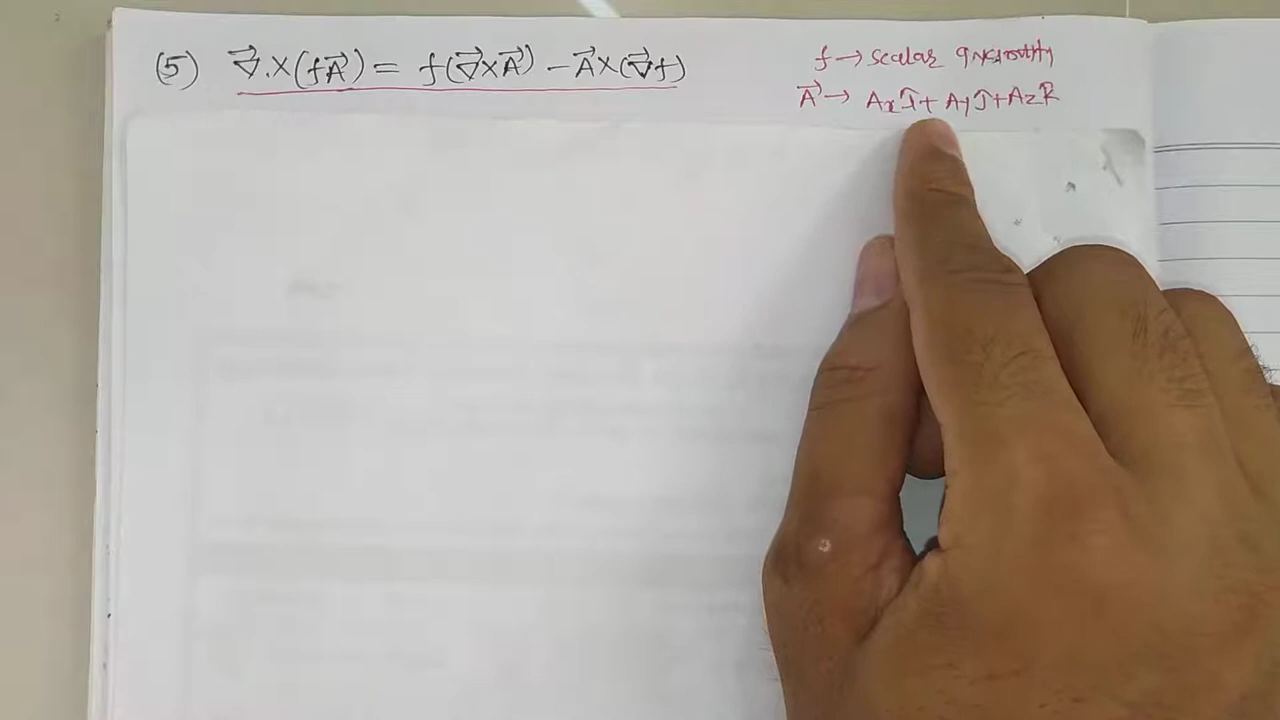 (5) ∇⃗.×(fA⃗) = f(∇⃗×A⃗) - A⃗×(∇⃗f)
f → scalar quantity
A⃗ → Axî + Ayĵ + Azk̂